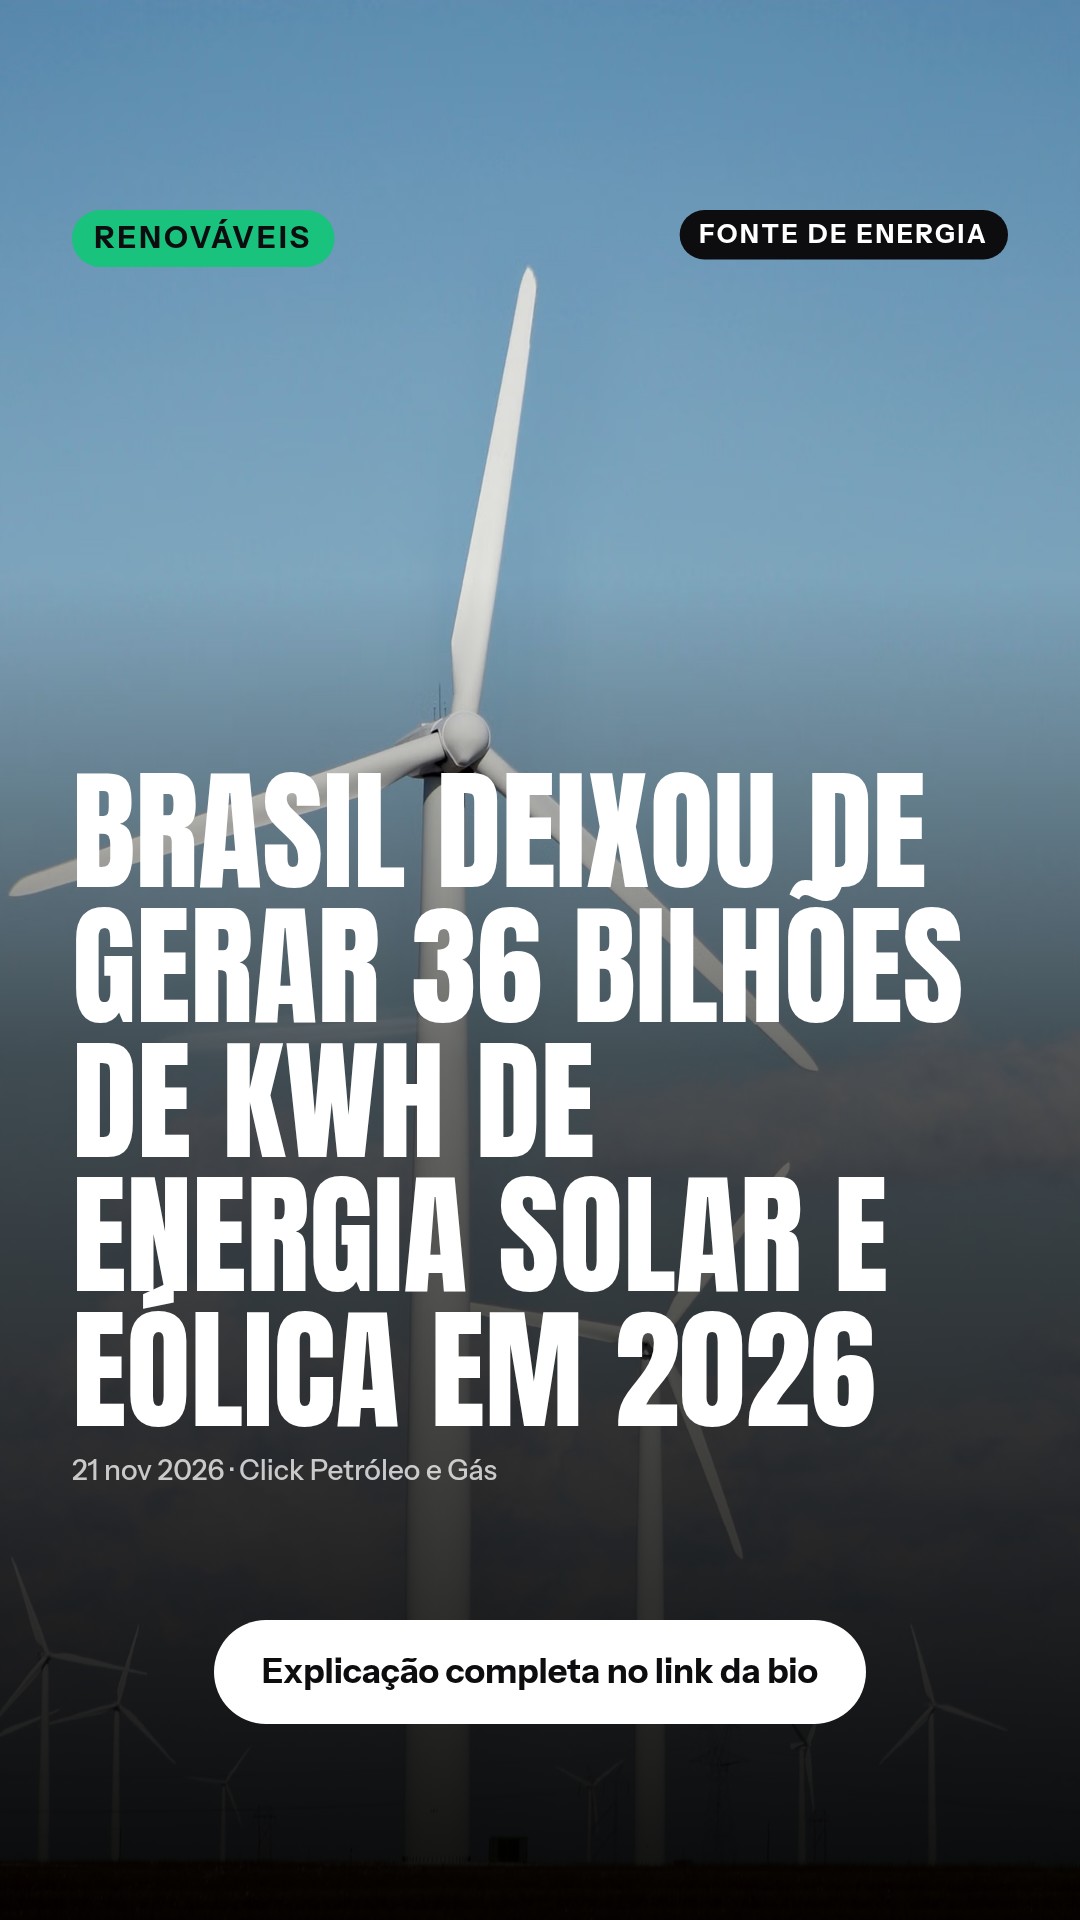 RENOVÁVEIS
FONTE DE ENERGIA
BRASIL DEIXOU DE
GERAR 36 BILHÕES
DE KWH DE
ENERGIA SOLAR E
EÓLICA EM 2026
21 nov 2026 · Click Petróleo e Gás
Explicação completa no link da bio